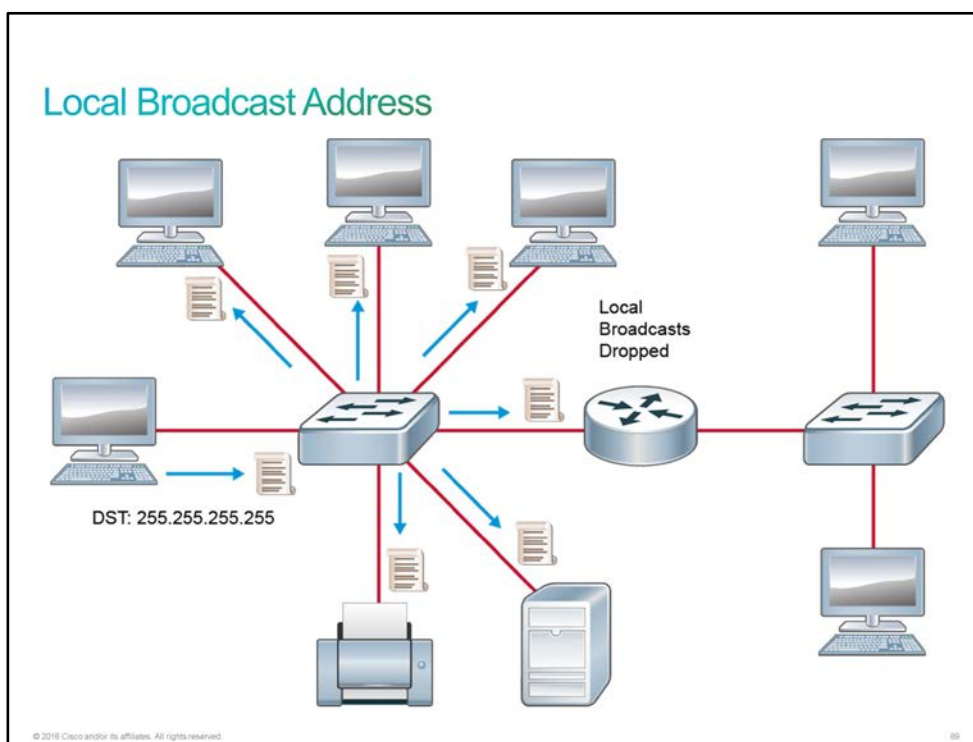 Local Broadcast Address
Local
Broadcasts
Dropped
DST: 255.255.255.255
© 2016 Cisco and/or its affiliates. All rights reserved.
89